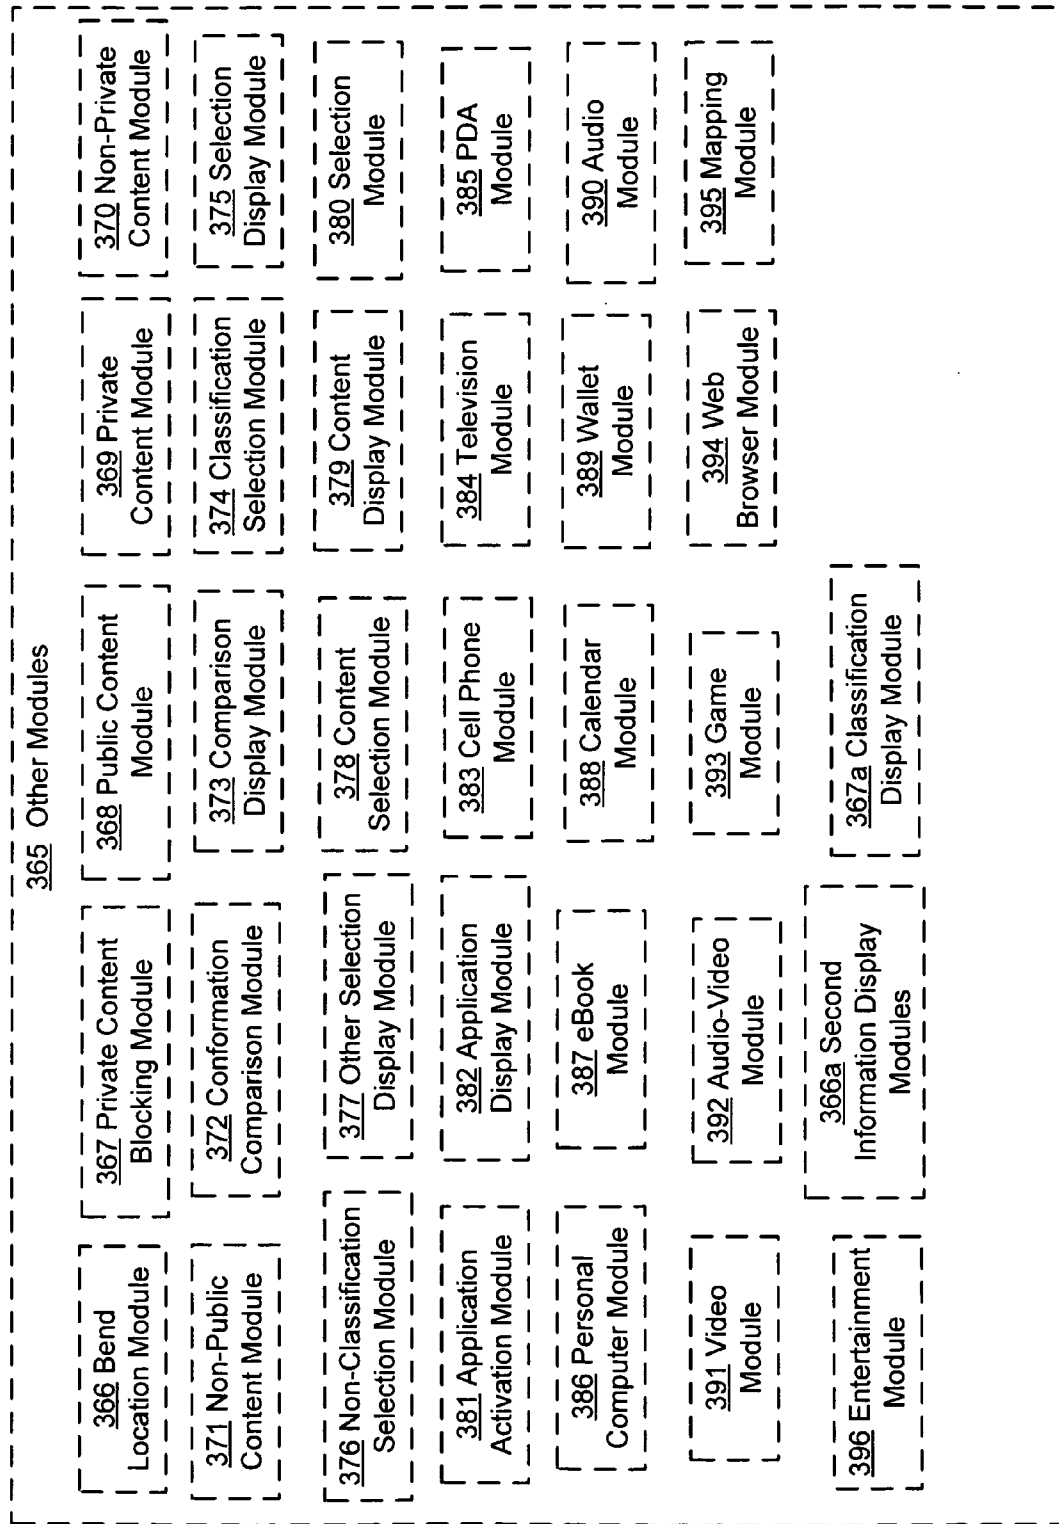 365 Other Modules
366 Bend
Location Module
367 Private Content
Blocking Module
368 Public Content
Module
369 Private
Content Module
370 Non-Private
Content Module
371 Non-Public
Content Module
372 Conformation
Comparison Module
373 Comparison
Display Module
374 Classification
Selection Module
375 Selection
Display Module
376 Non-Classification
Selection Module
377 Other Selection
Display Module
378 Content
Selection Module
379 Content
Display Module
380 Selection
Module
381 Application
Activation Module
382 Application
Display Module
383 Cell Phone
Module
384 Television
Module
385 PDA
Module
386 Personal
Computer Module
387 eBook
Module
388 Calendar
Module
389 Wallet
Module
390 Audio
Module
391 Video
Module
392 Audio-Video
Module
393 Game
Module
394 Web
Browser Module
395 Mapping
Module
396 Entertainment
Module
366a Second
Information Display
Modules
367a Classification
Display Module